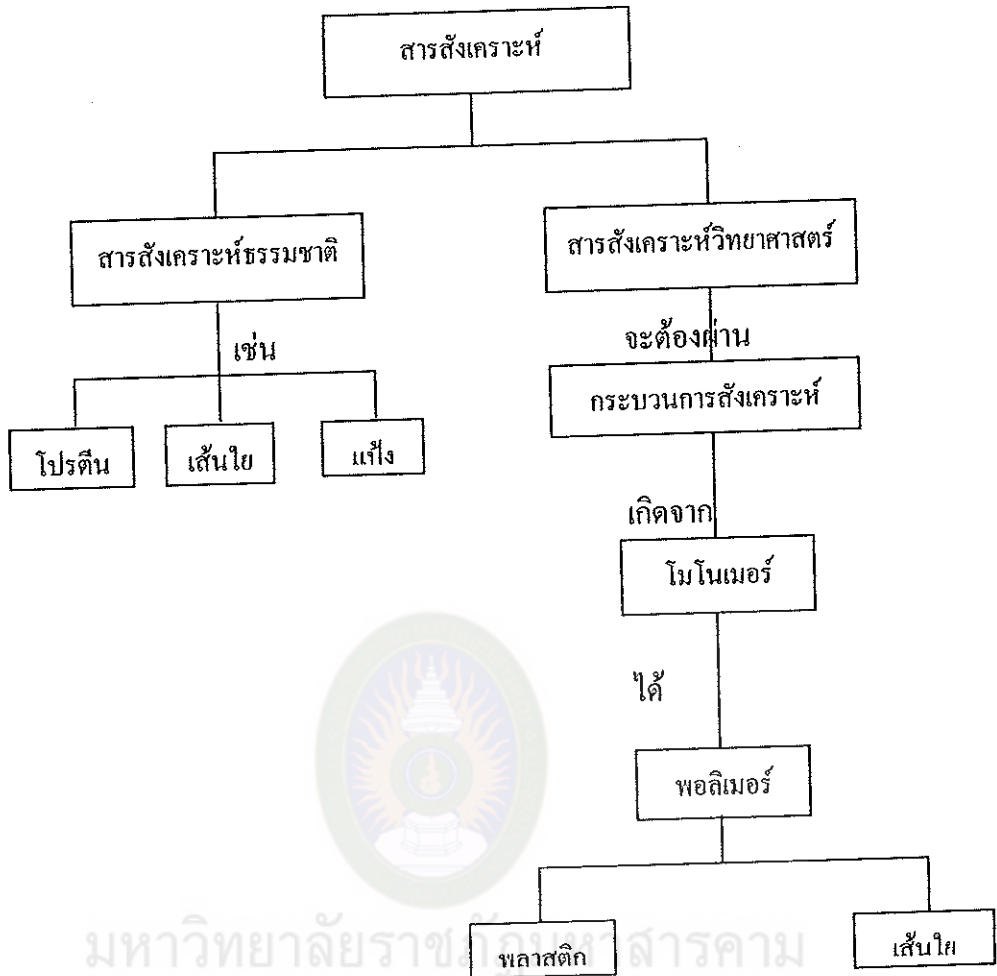 สารสังเคราะห์
สารสังเคราะห์ธรรมชาติ
สารสังเคราะห์วิทยาศาสตร์
เช่น
จะต้องผ่าน
โปรตีน
เส้นใย
แป้ง
กระบวนการสังเคราะห์
เกิดจาก
โมโนเมอร์
ได้
พอลิเมอร์
พลาสติก
เส้นใย
มหาวิทยาลัยราชภัฏมหาสารคาม